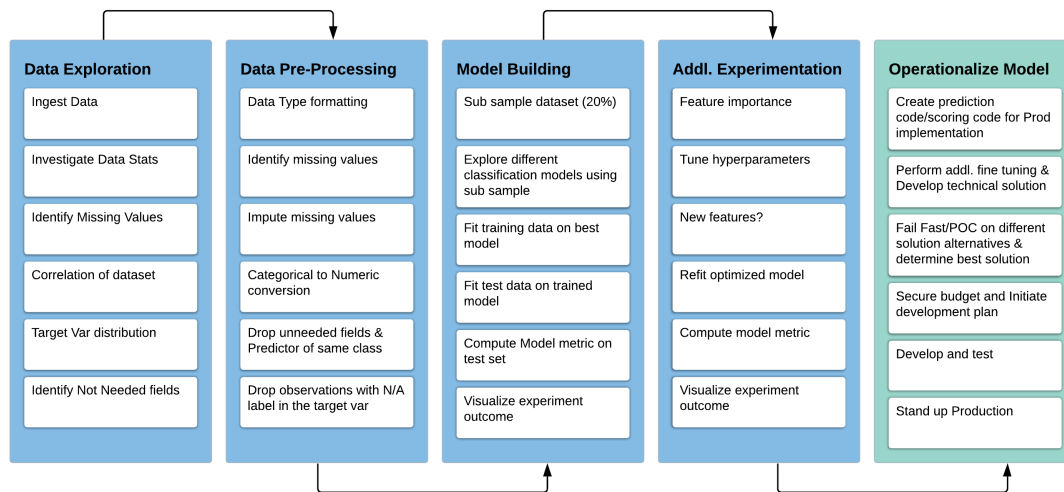 Data Exploration
Ingest Data
Investigate Data Stats
Identify Missing Values
Correlation of dataset
Target Var distribution
Identify Not Needed fields
Data Pre-Processing
Data Type formatting
Identify missing values
Impute missing values
Categorical to Numeric
conversion
Drop unneeded fields &
Predictor of same class
Drop observations with N/A
label in the target var
Model Building
Sub sample dataset (20%)
Explore different
classification models using
sub sample
Fit training data on best
model
Fit test data on trained
model
Compute Model metric on
test set
Visualize experiment
outcome
Addl. Experimentation
Feature importance
Tune hyperparameters
New features?
Refit optimized model
Compute model metric
Visualize experiment
outcome
Operationalize Model
Create prediction
code/scoring code for Prod
implementation
Perform addl. fine tuning &
Develop technical solution
Fail Fast/POC on different
solution alternatives &
determine best solution
Secure budget and Initiate
development plan
Develop and test
Stand up Production